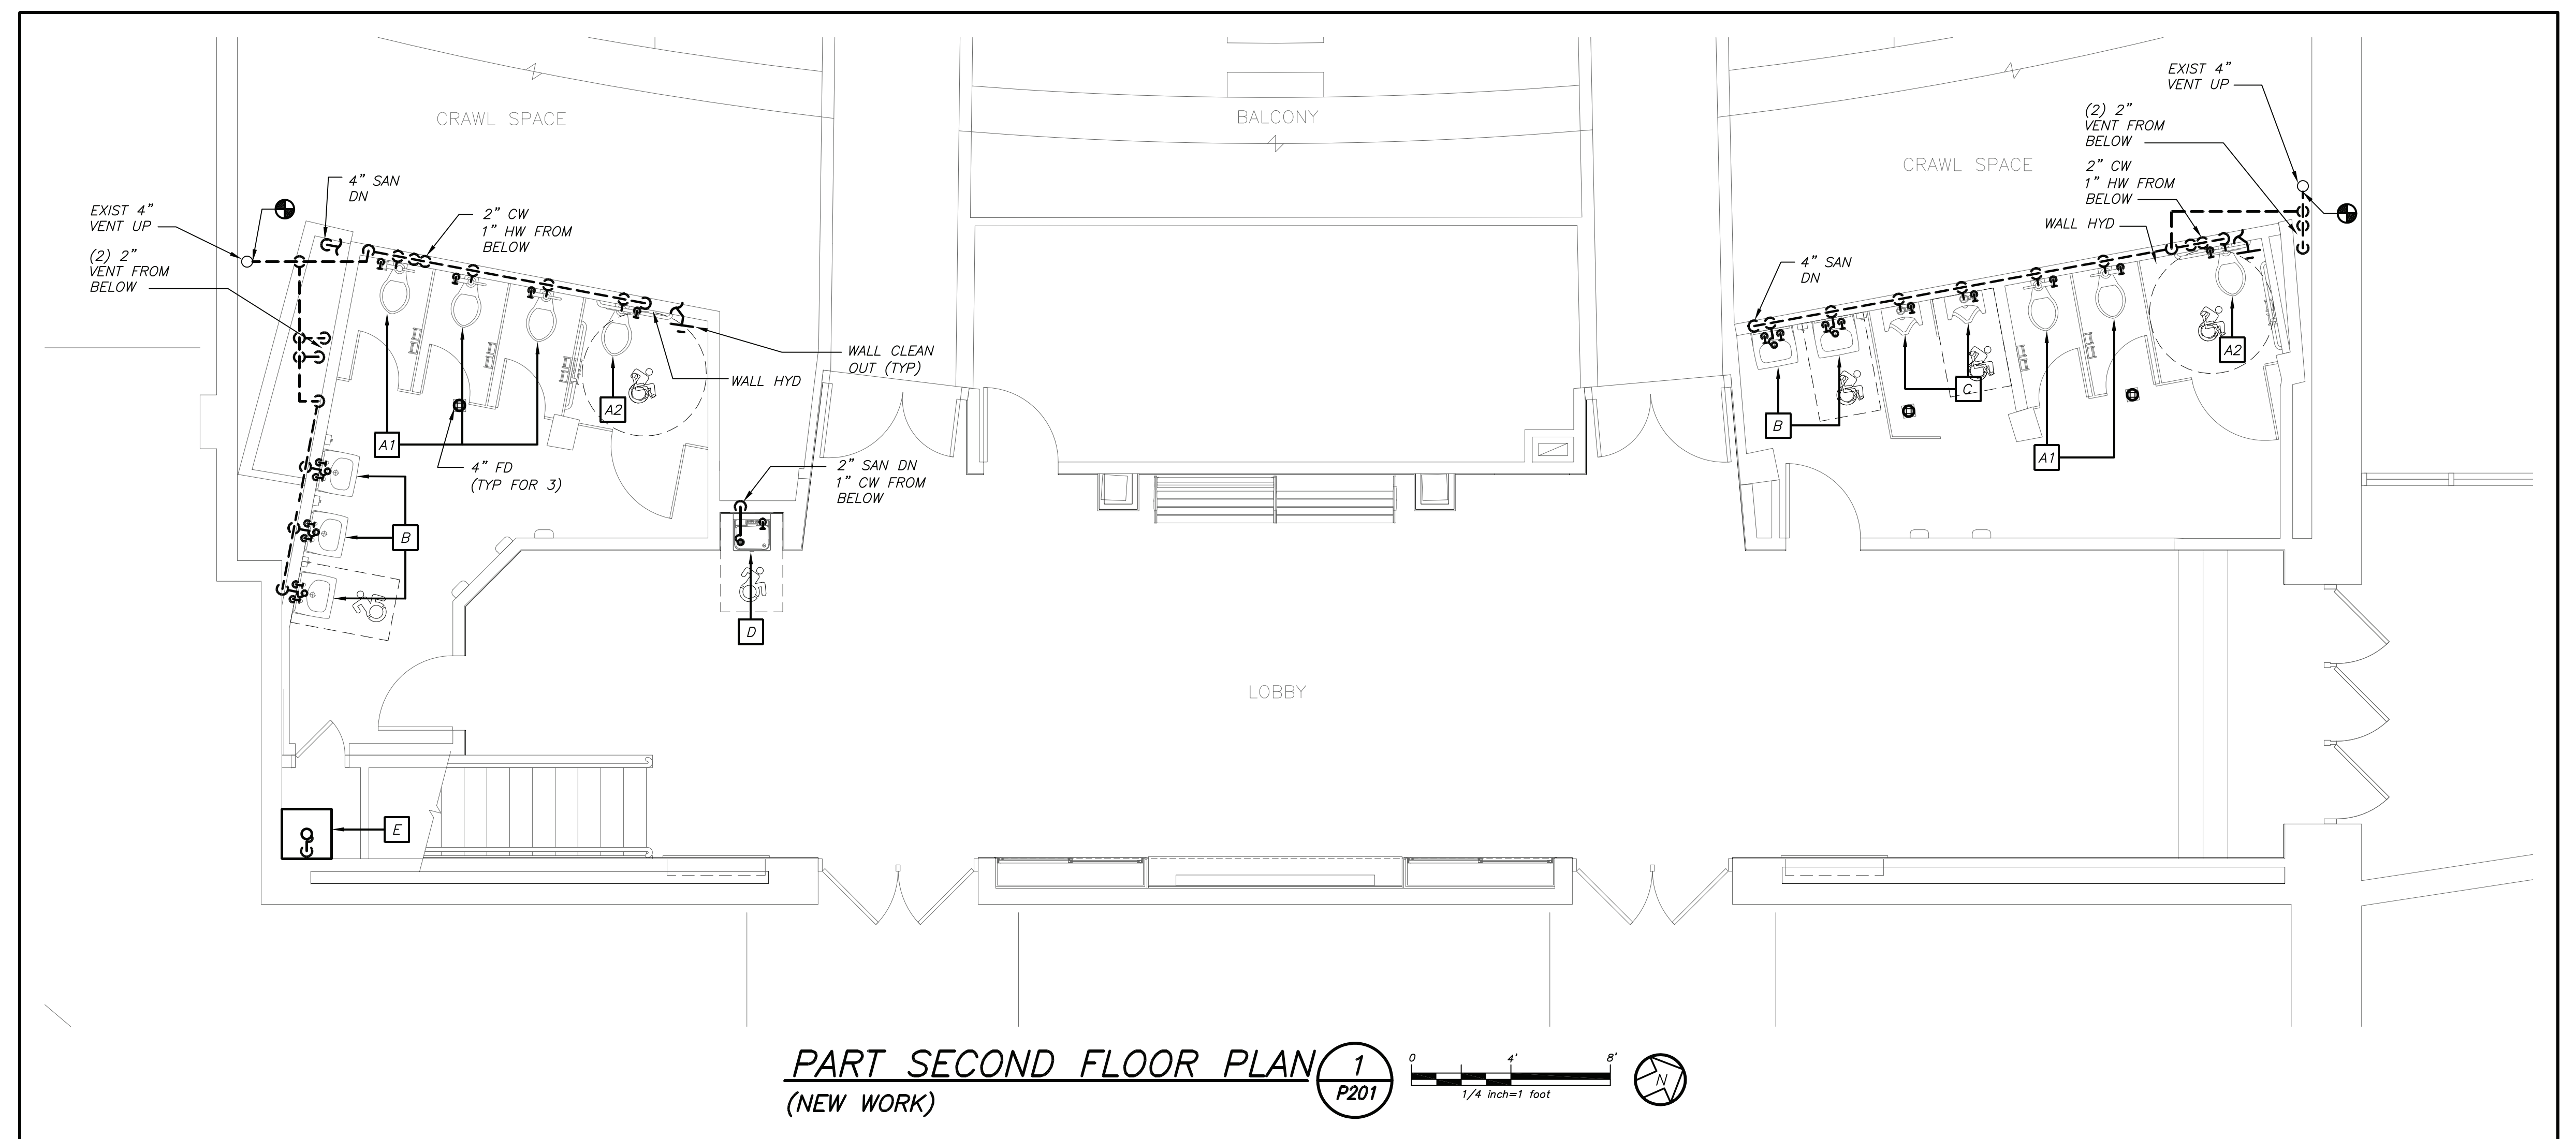 CRAWL SPACE
BALCONY
CRAWL SPACE
EXIST 4"
VENT UP
(2) 2"
VENT FROM
BELOW
2" CW
1" HW FROM
BELOW
WALL HYD
4" SAN
DN
EXIST 4"
VENT UP
(2) 2"
VENT FROM
BELOW
4" SAN
DN
2" CW
1" HW FROM
BELOW
WALL CLEAN
OUT (TYP)
WALL HYD
A2
A1
4" FD
(TYP FOR 3)
B
2" SAN DN
1" CW FROM
BELOW
D
A2
C
B
A1
LOBBY
E
PART SECOND FLOOR PLAN
(NEW WORK)
1
P201
0 4' 8'
1/4 inch=1 foot
N